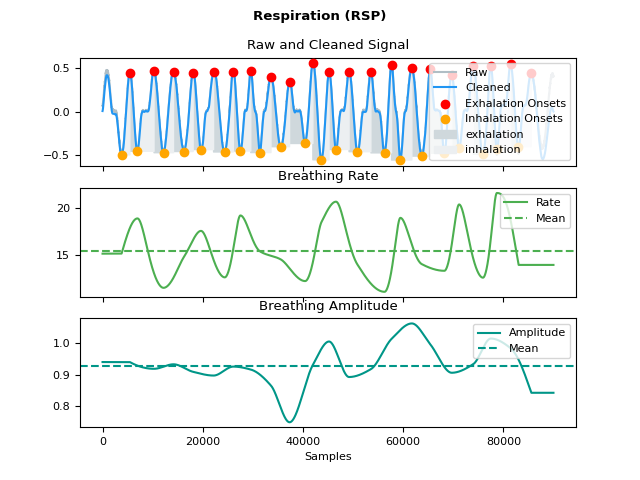 Respiration (RSP)
Raw and Cleaned Signal
0.5
0.0
−0.5
Raw
Cleaned
Exhalation Onsets
Inhalation Onsets
exhalation
inhalation
Breathing Rate
20
15
Rate
Mean
Breathing Amplitude
1.0
0.9
0.8
Amplitude
Mean
0
20000
40000
60000
80000
Samples